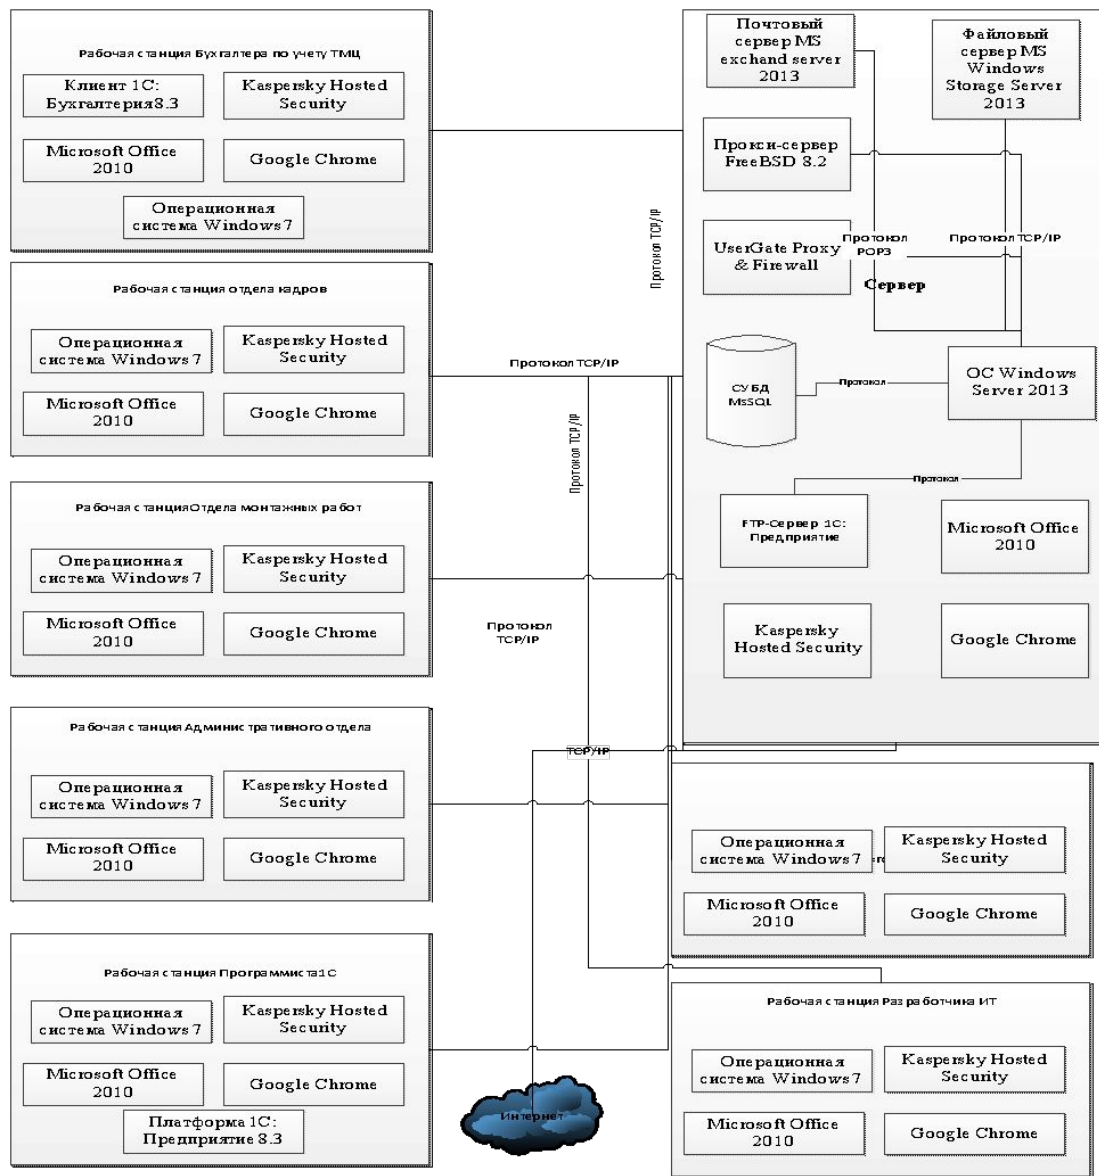 Рабочая станция Бухгалтера по учету ТМЦ
Клиент 1С:
Бухгалтерия8.3
Kaspersky Hosted
Security
Microsoft Office
2010
Google Chrome
Операционная
система Windows 7
Рабочая станция отдела кадров
Операционная
система Windows 7
Kaspersky Hosted
Security
Microsoft Office
2010
Google Chrome
Рабочая станция Отдела монтажных работ
Операционная
система Windows 7
Kaspersky Hosted
Security
Microsoft Office
2010
Google Chrome
Рабочая станция Административного отдела
Операционная
система Windows 7
Kaspersky Hosted
Security
Microsoft Office
2010
Google Chrome
Рабочая станция Программиста 1С
Операционная
система Windows 7
Kaspersky Hosted
Security
Microsoft Office
2010
Google Chrome
Платформа 1С:
Предприятие 8.3
Протокол TCP/IP
Протокол TCP/IP
Протокол TCP/IP
Протокол
TCP/IP
TCP/IP
Интернет
Почтовый
сервер MS
exchand server
2013
Файловый
сервер MS
Windows
Storage Server
2013
Прокси-сервер
FreeBSD 8.2
UserGate Proxy
& Firewall
Протокол
POP3
Протокол TCP/IP
Сервер
СУБД
MsSQL
Протокол
ОС Windows
Server 2013
Протокол
FTP-Сервер 1С:
Предприятие
Microsoft Office
2010
Kaspersky
Hosted Security
Google Chrome
Операционная
система Windows 7
Kaspersky Hosted
Security
Microsoft Office
2010
Google Chrome
Рабочая станция Разработчика ИТ
Операционная
система Windows 7
Kaspersky Hosted
Security
Microsoft Office
2010
Google Chrome